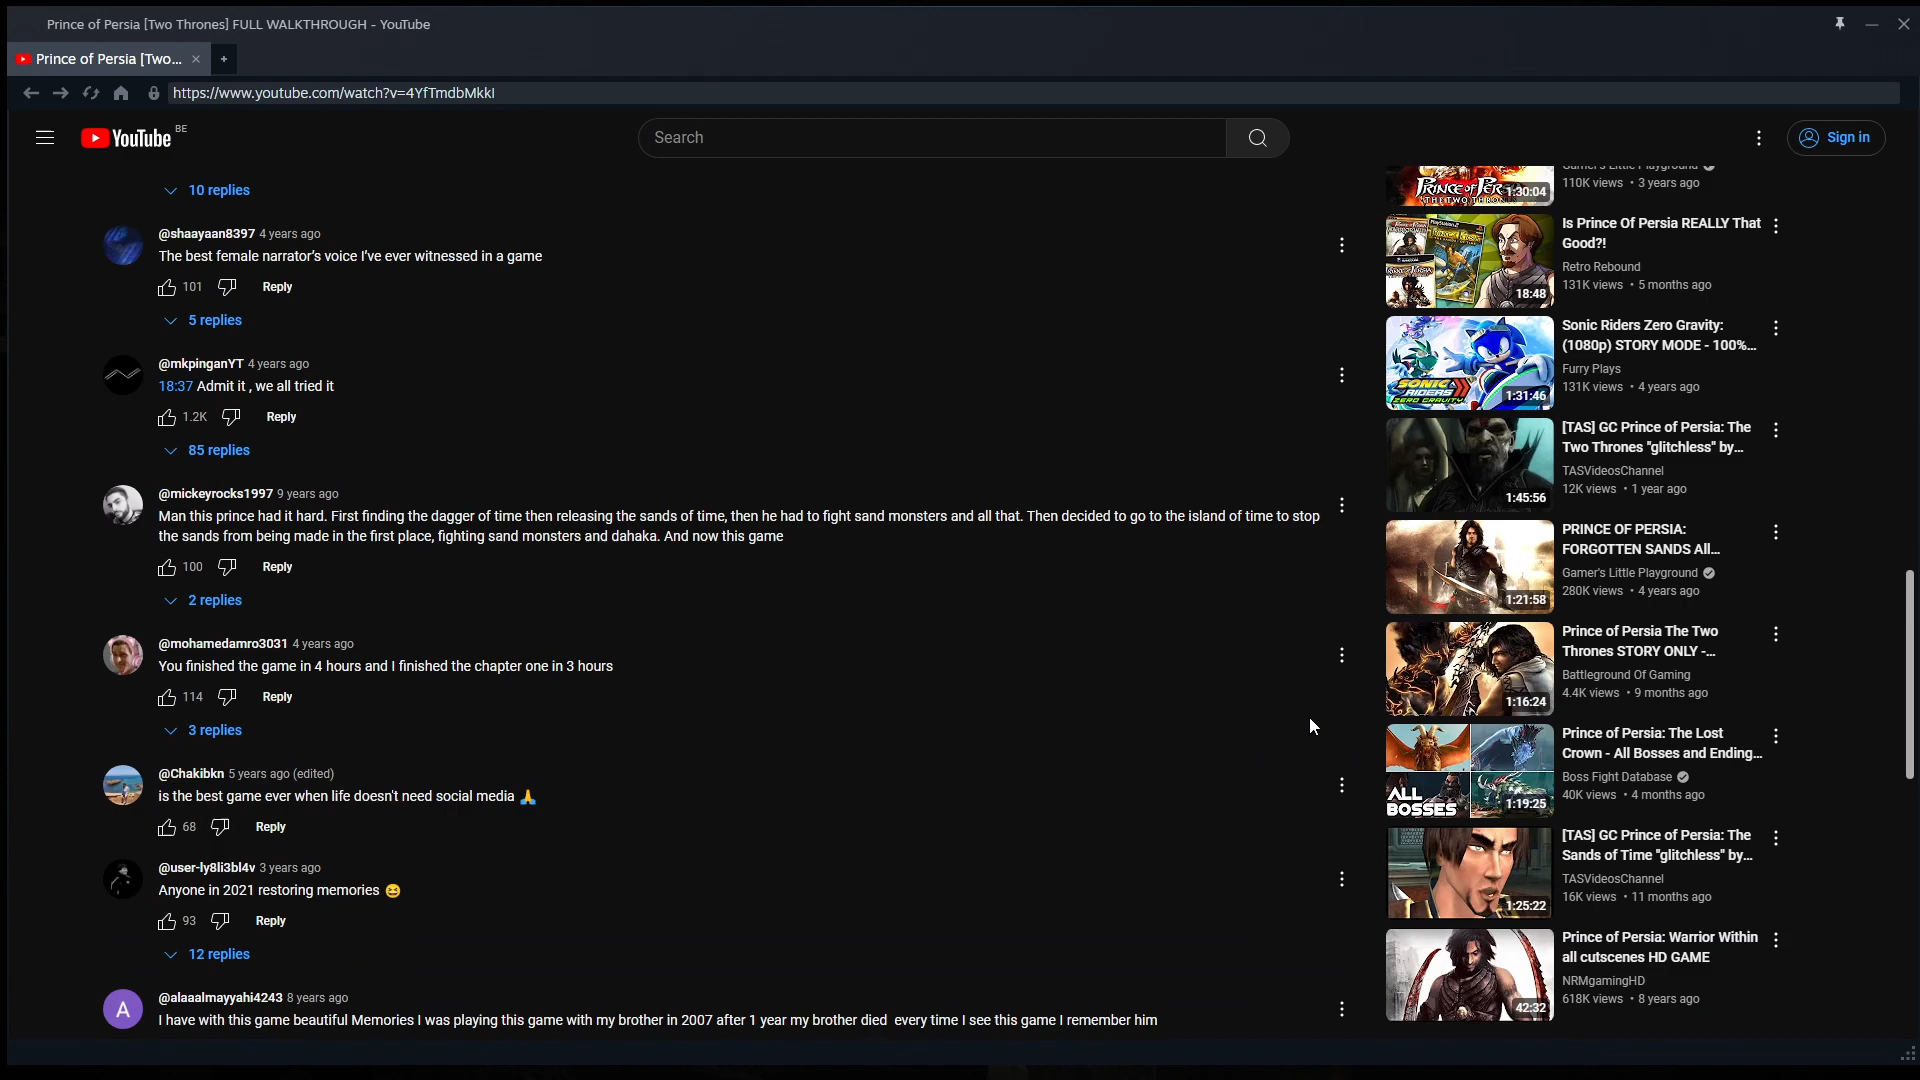 Prince of Persia [Two Thrones] FULL WALKTHROUGH - YouTube
Prince of Persia [Two...
https://www.youtube.com/watch?v=4YfTmdbMkkI
YouTube BE
Search
Sign in
10 replies
@shaayaan8397 4 years ago
The best female narrator's voice I've ever witnessed in a game
101 Reply
5 replies
@mkpinganYT 4 years ago
18:37 Admit it , we all tried it
1.2K Reply
85 replies
@mickeyrocks1997 9 years ago
Man this prince had it hard. First finding the dagger of time then releasing the sands of time, then he had to fight sand monsters and all that. Then decided to go to the island of time to stop
the sands from being made in the first place, fighting sand monsters and dahaka. And now this game
100 Reply
2 replies
@mohamedamro3031 4 years ago
You finished the game in 4 hours and I finished the chapter one in 3 hours
114 Reply
3 replies
@Chakibkn 5 years ago (edited)
is the best game ever when life doesn't need social media 🙏
68 Reply
@user-ly8li3bl4v 3 years ago
Anyone in 2021 restoring memories 😆
93 Reply
12 replies
A
@alaaalmayyahi4243 8 years ago
I have with this game beautiful Memories I was playing this game with my brother in 2007 after 1 year my brother died every time I see this game I remember him
PRINCE OF PER
THE TWO THRON
1:30:04
Gamer's Little Playground
110K views • 3 years ago
18:48
Is Prince Of Persia REALLY That
Good?!
Retro Rebound
131K views • 5 months ago
SONIC
RIDERS
ZERO GRAVITY
1:31:46
Sonic Riders Zero Gravity:
(1080p) STORY MODE - 100%...
Furry Plays
131K views • 4 years ago
1:45:56
[TAS] GC Prince of Persia: The
Two Thrones "glitchless" by...
TASVideosChannel
12K views • 1 year ago
1:21:58
PRINCE OF PERSIA:
FORGOTTEN SANDS All...
Gamer's Little Playground
280K views • 4 years ago
1:16:24
Prince of Persia The Two
Thrones STORY ONLY -...
Battleground Of Gaming
4.4K views • 9 months ago
ALL
BOSSES
1:19:25
Prince of Persia: The Lost
Crown - All Bosses and Ending...
Boss Fight Database
40K views • 4 months ago
1:25:22
[TAS] GC Prince of Persia: The
Sands of Time "glitchless" by...
TASVideosChannel
16K views • 11 months ago
42:32
Prince of Persia: Warrior Within
all cutscenes HD GAME
NRMgamingHD
618K views • 8 years ago